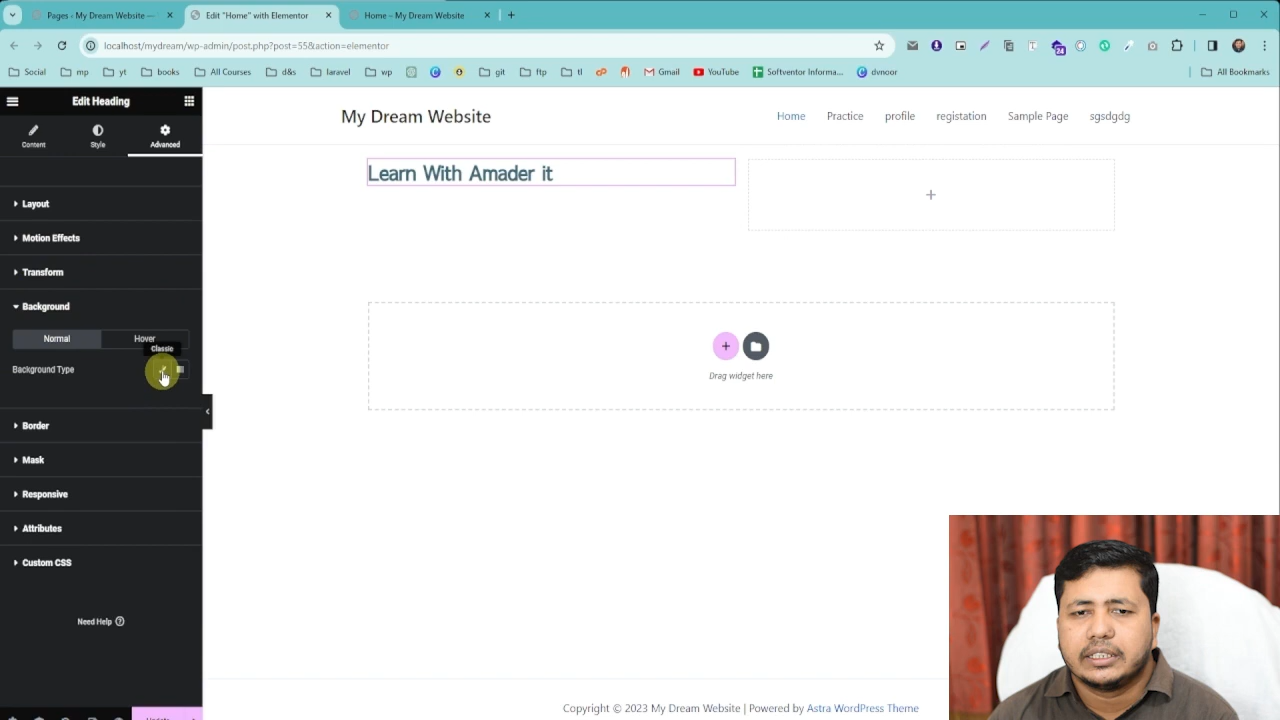 Pages ‹ My Dream Website —
Edit "Home" with Elementor
Home – My Dream Website
localhost/mydream/wp-admin/post.php?post=55&action=elementor
24
Social
mp
yt
books
All Courses
d&s
laravel
wp
git
ftp
tl
Gmail
YouTube
Softventor Informa...
dvnoor
All Bookmarks
Edit Heading
Content
Style
Advanced
Layout
Motion Effects
Transform
Background
Normal
Hover
Classic
Background Type
Border
Mask
Responsive
Attributes
Custom CSS
Need Help
Update
My Dream Website
Home
Practice
profile
registation
Sample Page
sgsdgdg
Learn With Amader it
Drag widget here
Copyright © 2023 My Dream Website | Powered by Astra WordPress Theme